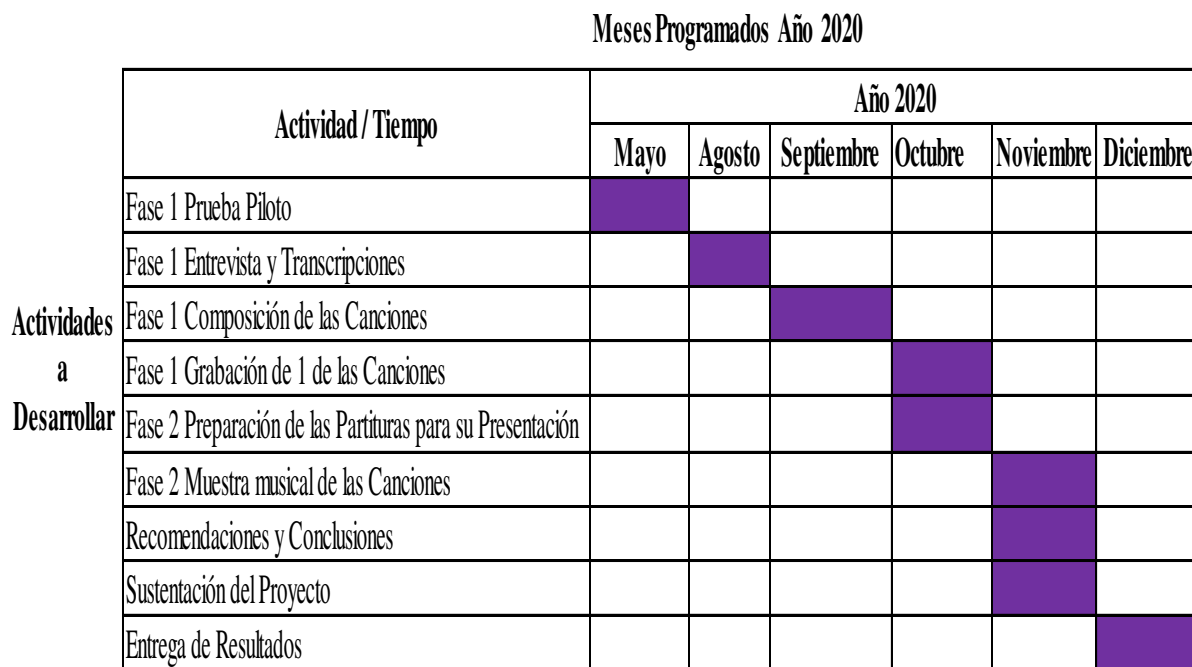 Meses Programados Año 2020
Actividad / Tiempo
Año 2020
Mayo Agosto Septiembre Octubre Noviembre Diciembre
Actividades
a
Desarrollar
Fase 1 Prueba Piloto
Fase 1 Entrevista y Transcripciones
Fase 1 Composición de las Canciones
Fase 1 Grabación de 1 de las Canciones
Fase 2 Preparación de las Partituras para su Presentación
Fase 2 Muestra musical de las Canciones
Recomendaciones y Conclusiones
Sustentación del Proyecto
Entrega de Resultados